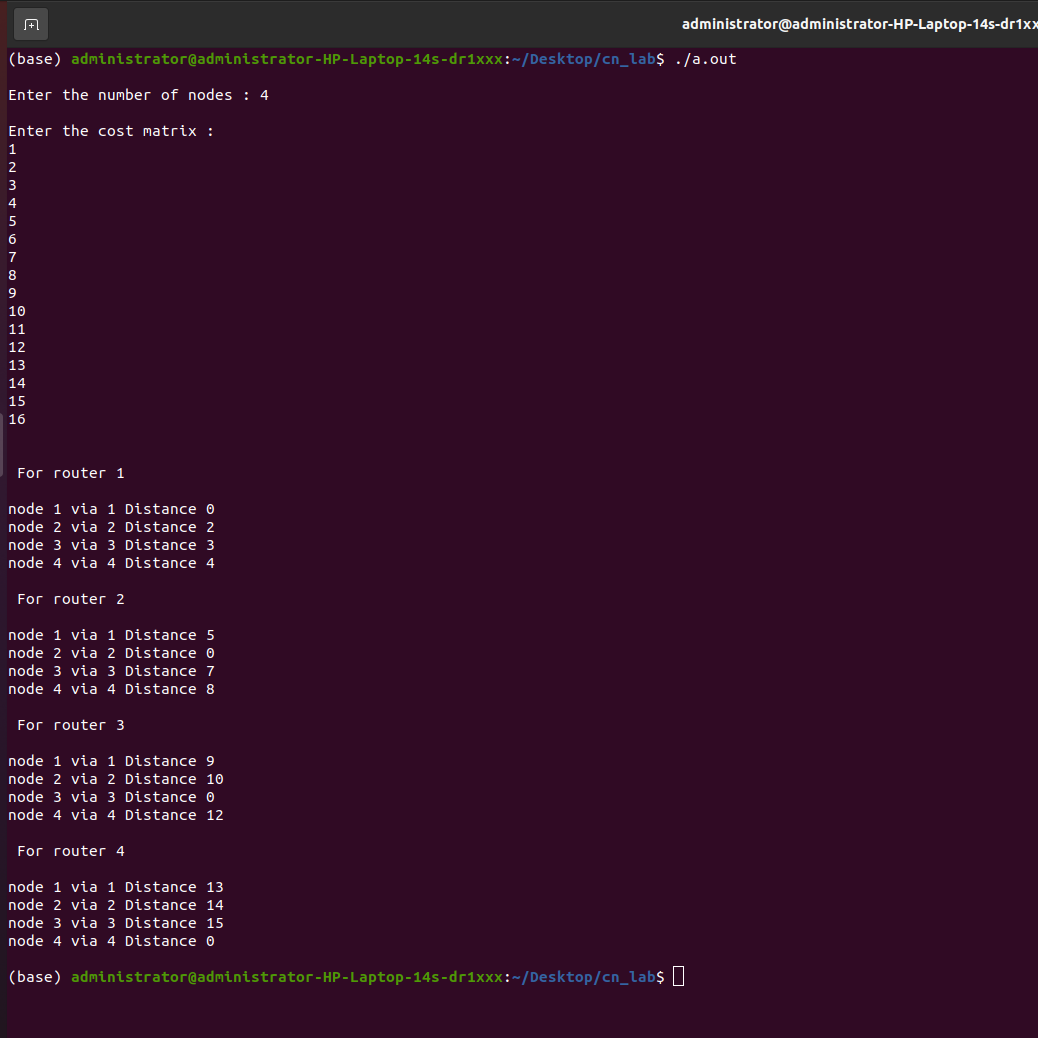 administrator@administrator-HP-Laptop-14s-dr1xx
(base) administrator@administrator-HP-Laptop-14s-dr1xxx:~/Desktop/cn_lab$ ./a.out
Enter the number of nodes : 4
Enter the cost matrix :
1
2
3
4
5
6
7
8
9
10
11
12
13
14
15
16
For router 1
node 1 via 1 Distance 0
node 2 via 2 Distance 2
node 3 via 3 Distance 3
node 4 via 4 Distance 4
For router 2
node 1 via 1 Distance 5
node 2 via 2 Distance 0
node 3 via 3 Distance 7
node 4 via 4 Distance 8
For router 3
node 1 via 1 Distance 9
node 2 via 2 Distance 10
node 3 via 3 Distance 0
node 4 via 4 Distance 12
For router 4
node 1 via 1 Distance 13
node 2 via 2 Distance 14
node 3 via 3 Distance 15
node 4 via 4 Distance 0
(base) administrator@administrator-HP-Laptop-14s-dr1xxx:~/Desktop/cn_lab$